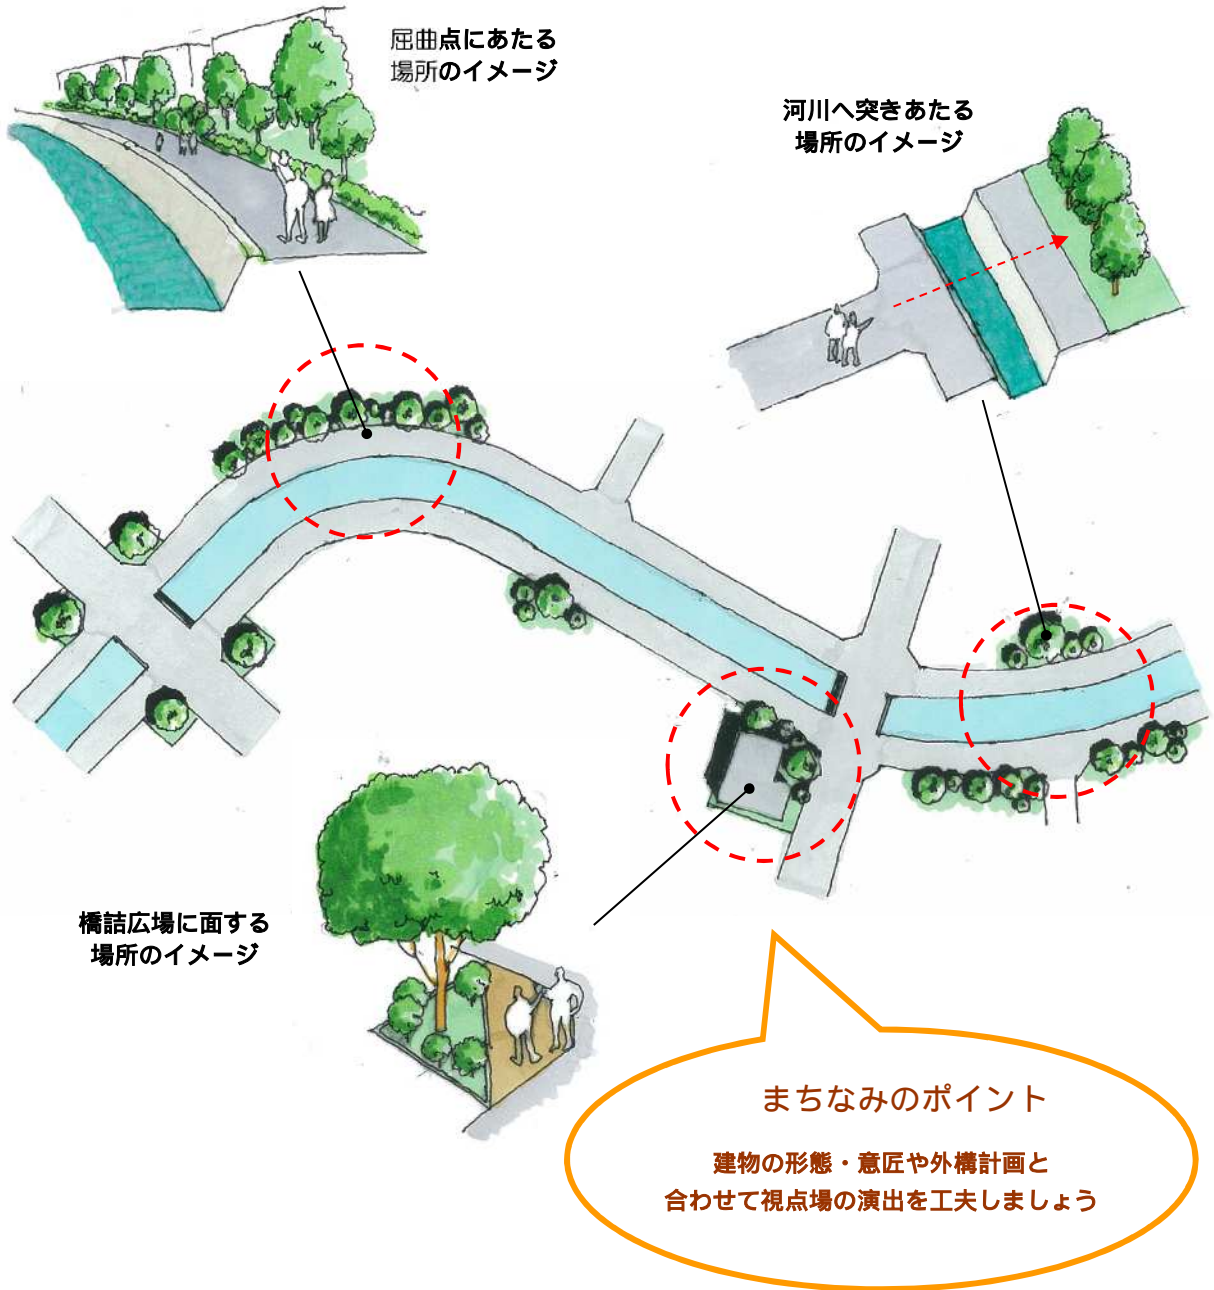 屈曲点にあたる
場所のイメージ
河川へ突きあたる
場所のイメージ
橋詰広場に面する
場所のイメージ
まちなみのポイント
建物の形態・意匠や外構計画と
合わせて視点場の演出を工夫しましょう